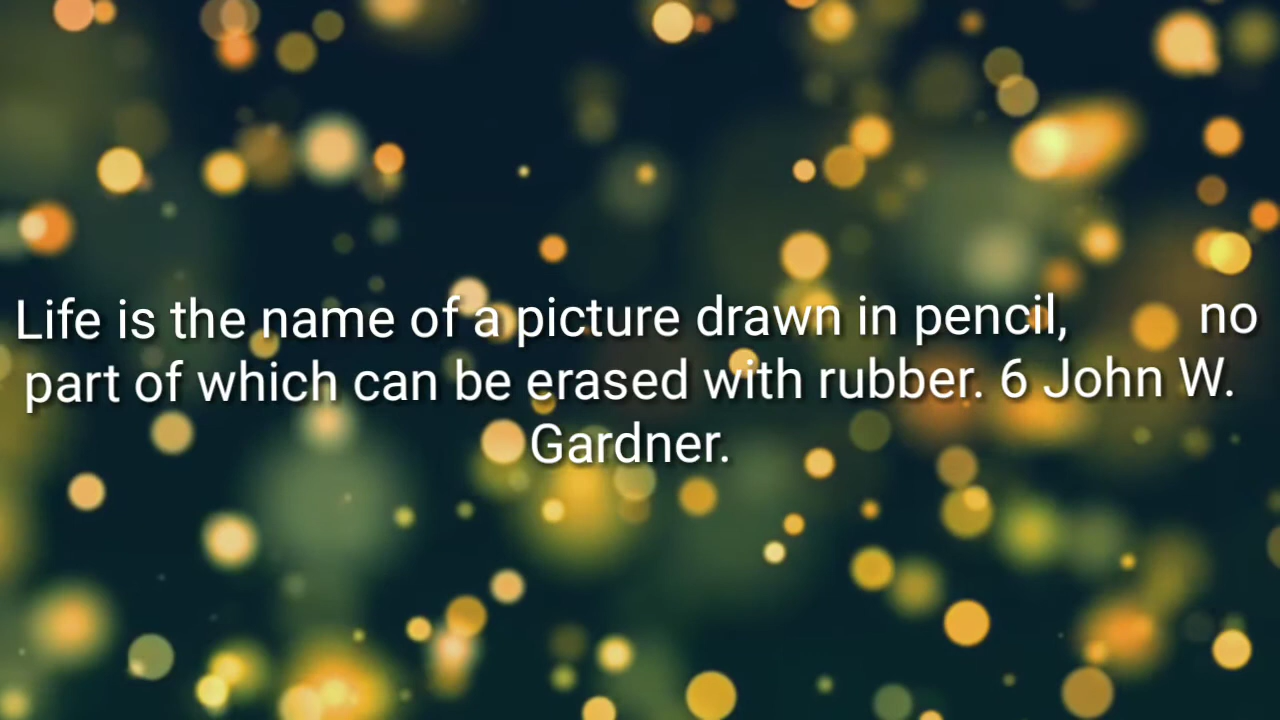 Life is the name of a picture drawn in pencil, no
part of which can be erased with rubber. 6 John W.
Gardner.